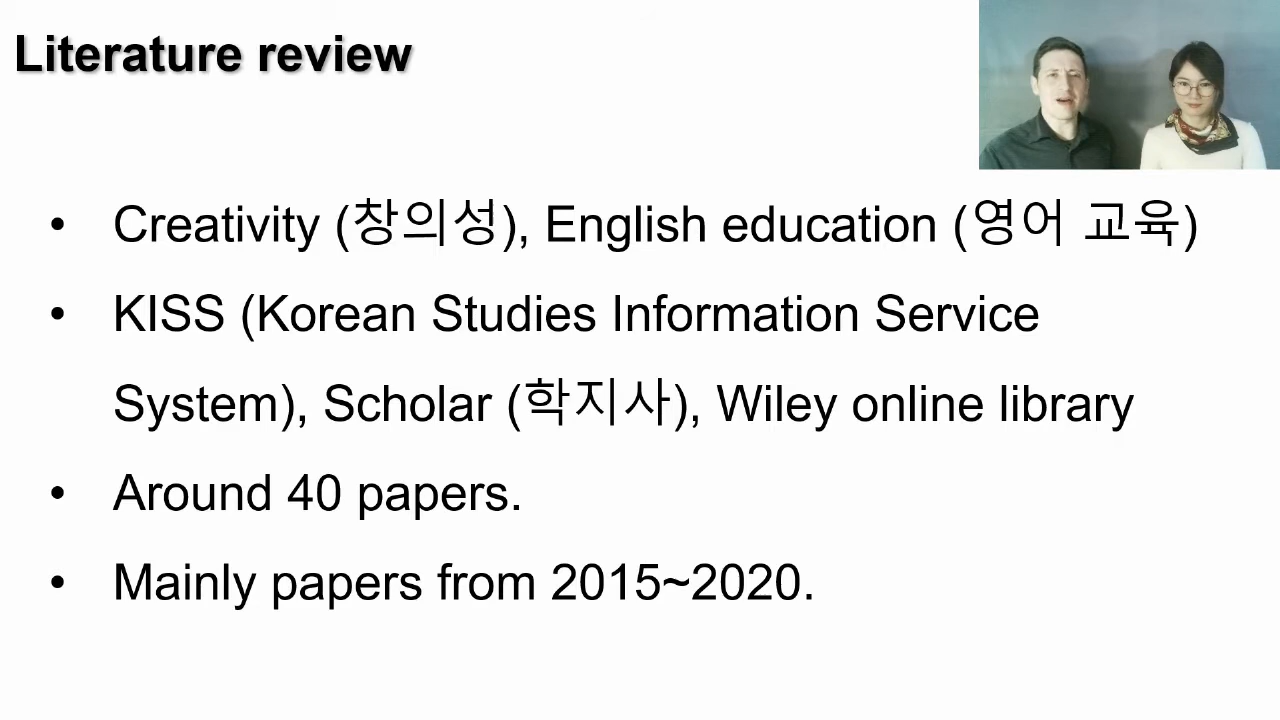 Literature review
• Creativity (창의성), English education (영어 교육)
• KISS (Korean Studies Information Service
System), Scholar (학지사), Wiley online library
• Around 40 papers.
• Mainly papers from 2015~2020.